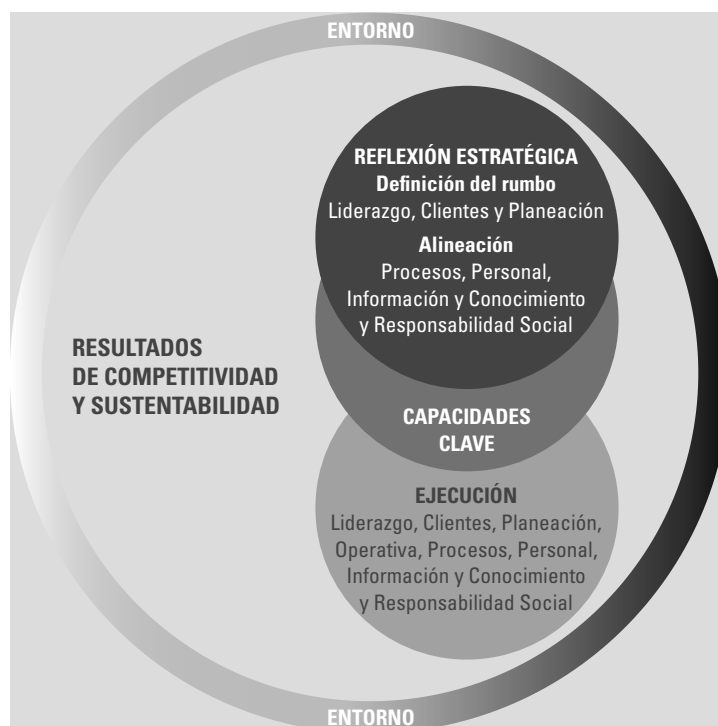 ENTORNO
REFLEXIÓN ESTRATÉGICA
Definición del rumbo
Liderazgo, Clientes y Planeación
Alineación
Procesos, Personal,
Información y Conocimiento
y Responsabilidad Social
RESULTADOS
DE COMPETITIVIDAD
Y SUSTENTABILIDAD
CAPACIDADES
CLAVE
EJECUCIÓN
Liderazgo, Clientes, Planeación,
Operativa, Procesos, Personal,
Información y Conocimiento
y Responsabilidad Social
ENTORNO